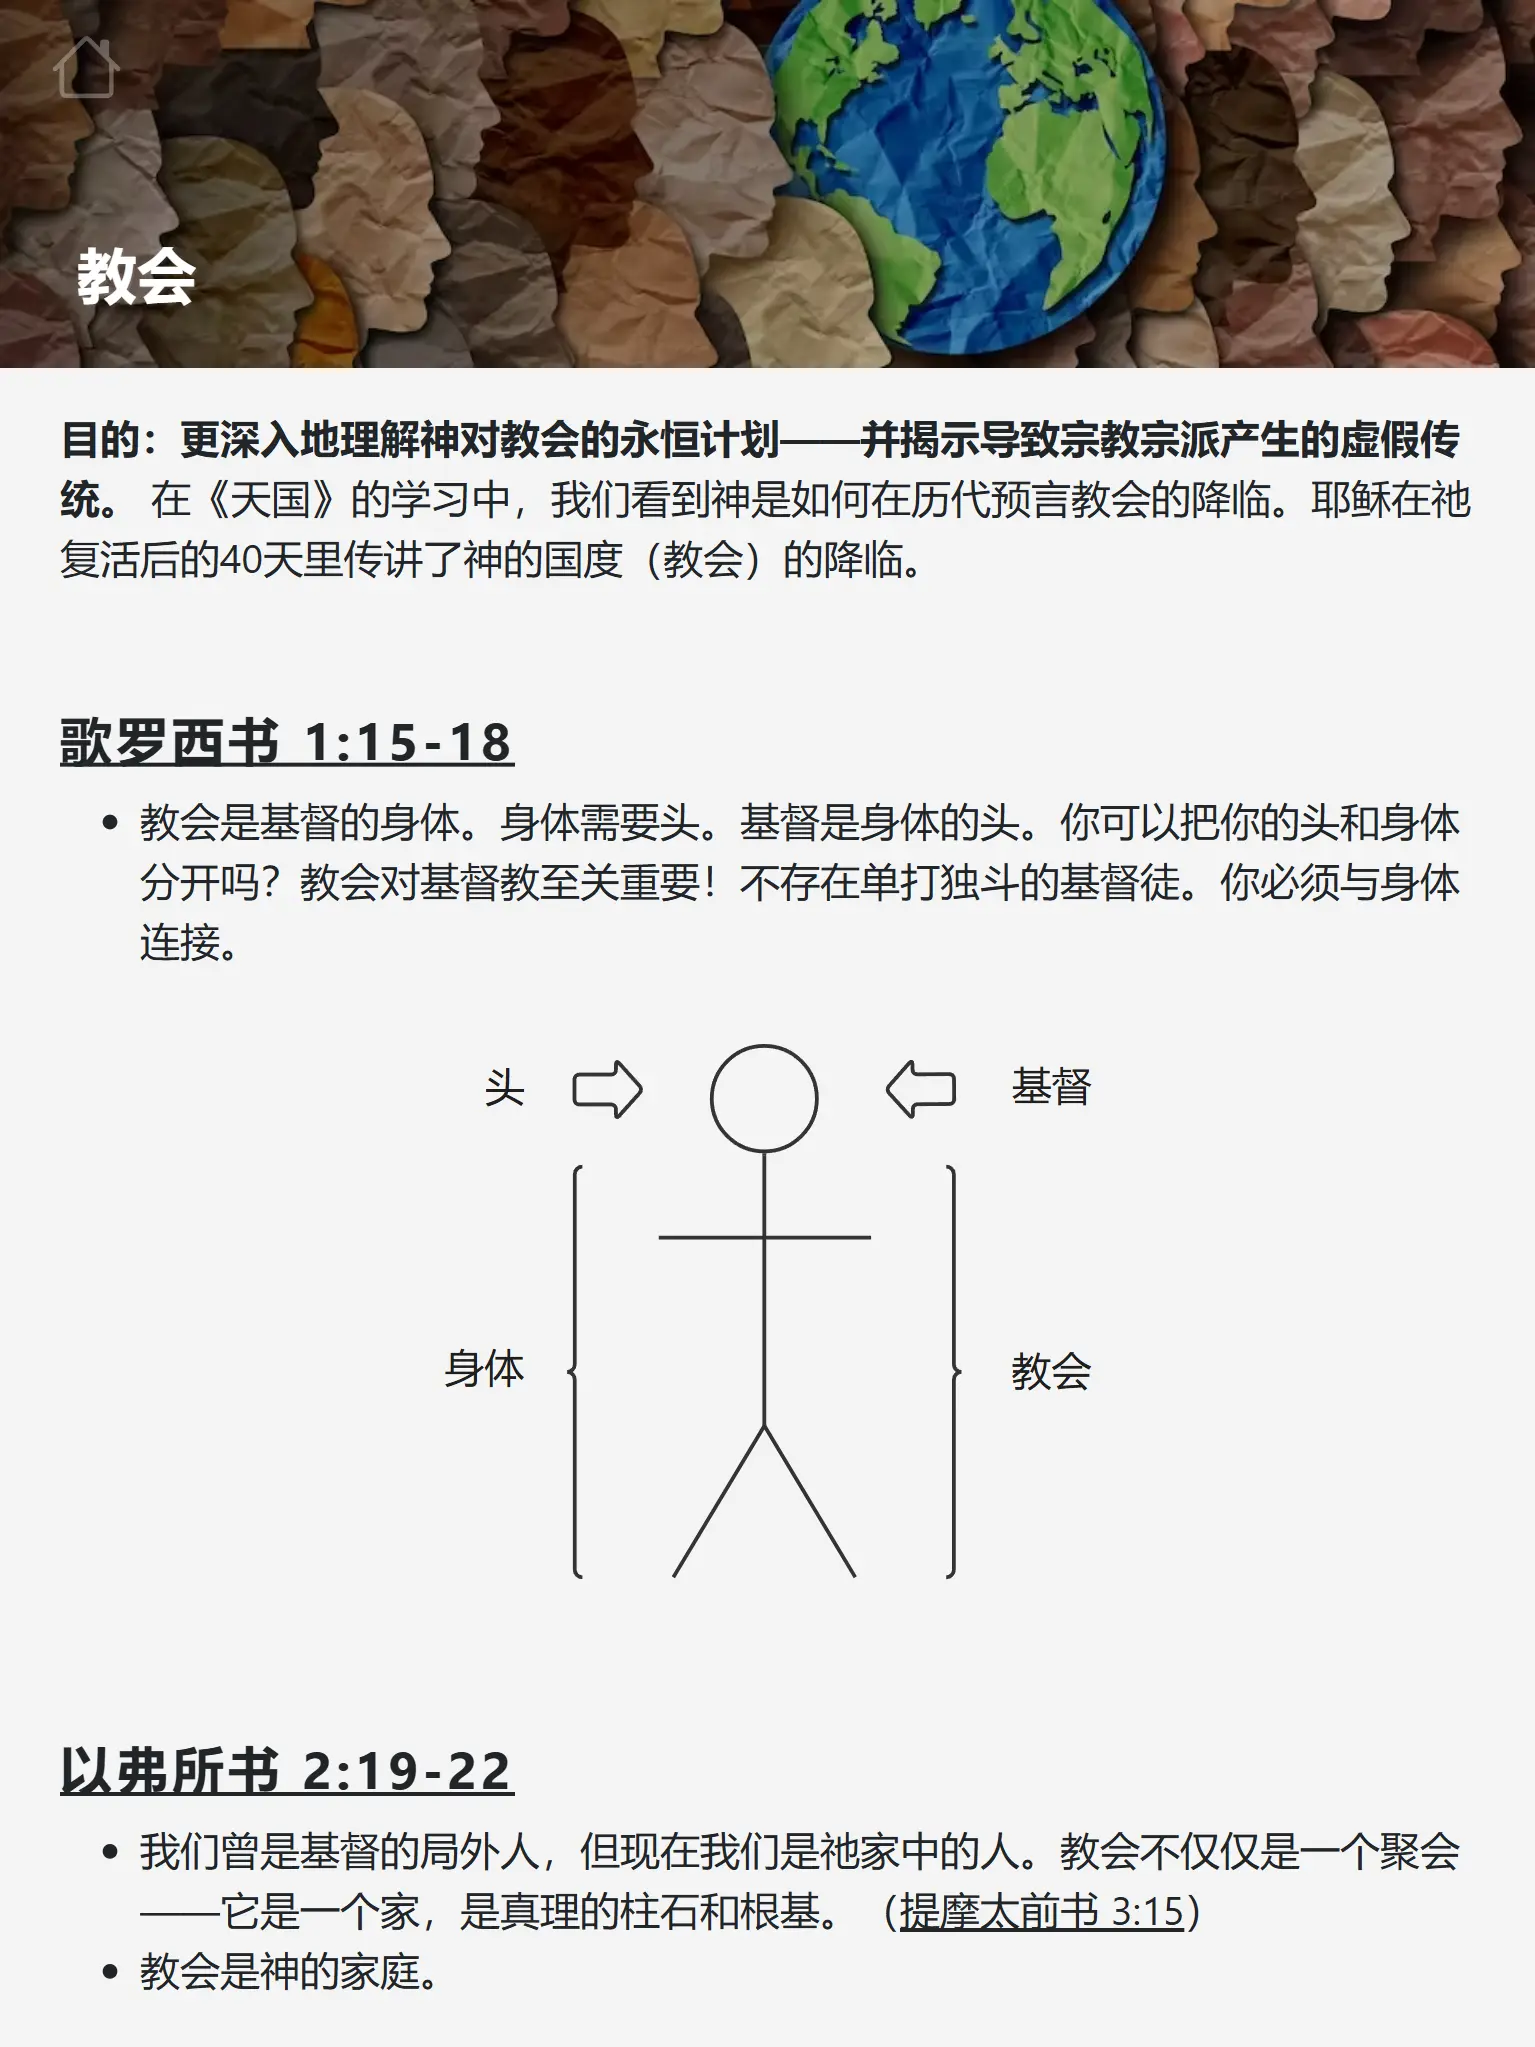 教会
目的：更深入地理解神对教会的永恒计划——并揭示导致宗教宗派产生的虚假传
统。 在《天国》的学习中，我们看到神是如何在历代预言教会的降临。耶稣在祂
复活后的40天里传讲了神的国度（教会）的降临。
歌罗西书 1:15-18
• 教会是基督的身体。身体需要头。基督是身体的头。你可以把你的头和身体
分开吗？教会对基督教至关重要！不存在单打独斗的基督徒。你必须与身体
连接。
头 基督
身体 教会
以弗所书 2:19-22
• 我们曾是基督的局外人，但现在我们是祂家中的人。教会不仅仅是一个聚会
——它是一个家，是真理的柱石和根基。（提摩太前书 3:15）
• 教会是神的家庭。